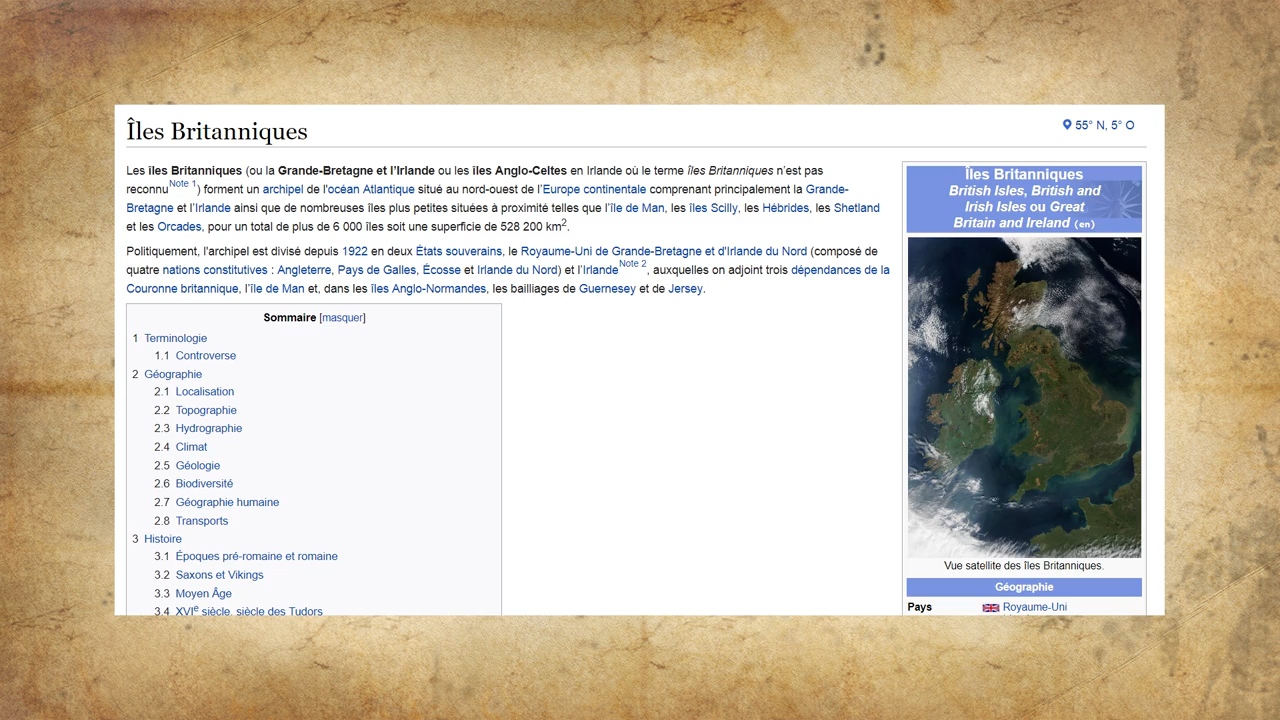 Îles Britanniques
55° N, 5° O
Les îles Britanniques (ou la Grande-Bretagne et l'Irlande ou les îles Anglo-Celtes en Irlande où le terme îles Britanniques n'est pas
reconnu Note 1) forment un archipel de l'océan Atlantique situé au nord-ouest de l'Europe continentale comprenant principalement la Grande-
Bretagne et l'Irlande ainsi que de nombreuses îles plus petites situées à proximité telles que l'île de Man, les îles Scilly, les Hébrides, les Shetland
et les Orcades, pour un total de plus de 6 000 îles soit une superficie de 528 200 km2.
Politiquement, l'archipel est divisé depuis 1922 en deux États souverains, le Royaume-Uni de Grande-Bretagne et d'Irlande du Nord (composé de
quatre nations constitutives : Angleterre, Pays de Galles, Écosse et Irlande du Nord) et l'Irlande Note 2, auxquelles on adjoint trois dépendances de la
Couronne britannique, l'île de Man et, dans les îles Anglo-Normandes, les bailliages de Guernesey et de Jersey.
Sommaire [masquer]
1 Terminologie
1.1 Controverse
2 Géographie
2.1 Localisation
2.2 Topographie
2.3 Hydrographie
2.4 Climat
2.5 Géologie
2.6 Biodiversité
2.7 Géographie humaine
2.8 Transports
3 Histoire
3.1 Époques pré-romaine et romaine
3.2 Saxons et Vikings
3.3 Moyen Âge
3.4 XVIe siècle, siècle des Tudors
Îles Britanniques
British Isles, British and
Irish Isles ou Great
Britain and Ireland (en)
Vue satellite des îles Britanniques.
Géographie
Pays Royaume-Uni